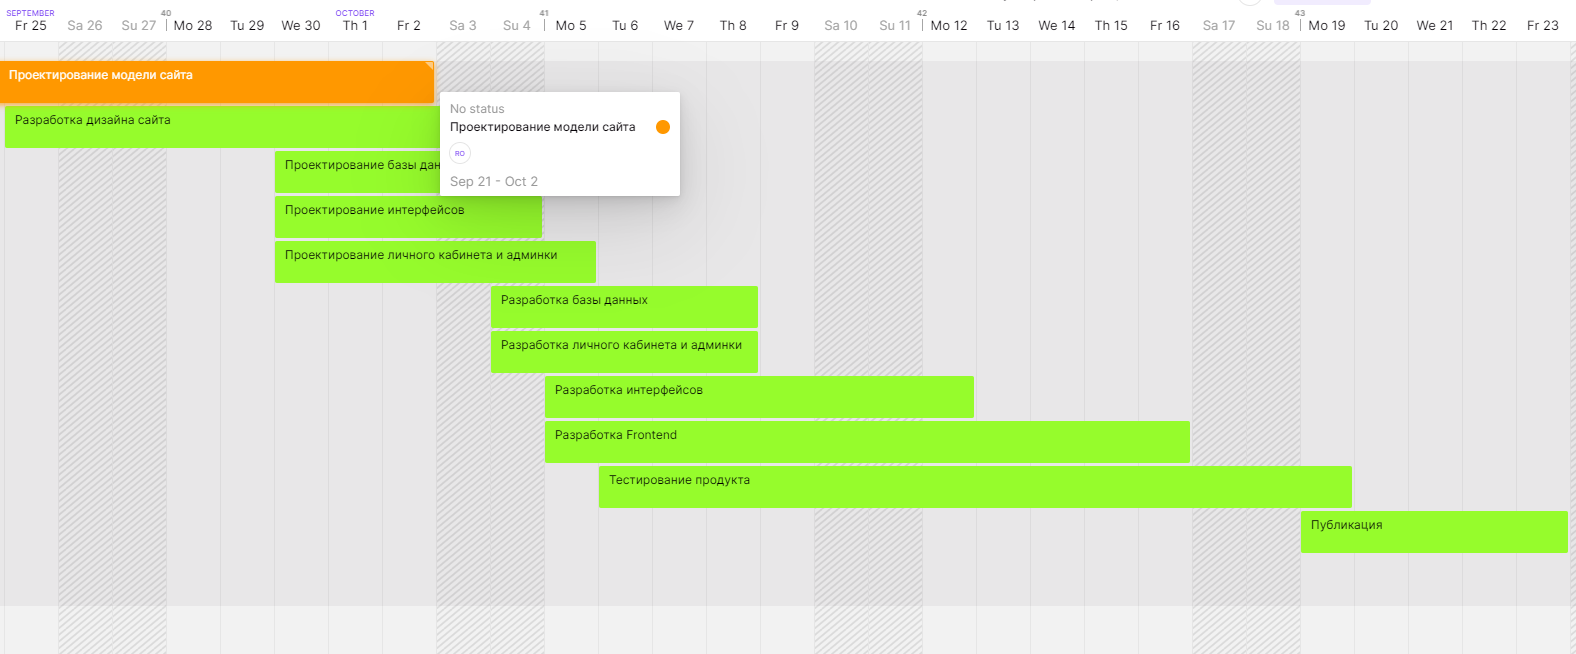 SEPTEMBER 40 OCTOBER 41 42 43
Fr 25 Sa 26 Su 27 Mo 28 Tu 29 We 30 Th 1 Fr 2 Sa 3 Su 4 Mo 5 Tu 6 We 7 Th 8 Fr 9 Sa 10 Su 11 Mo 12 Tu 13 We 14 Th 15 Fr 16 Sa 17 Su 18 Mo 19 Tu 20 We 21 Th 22 Fr 23
Проектирование модели сайта
Разработка дизайна сайта
No status
Проектирование модели сайта
RO
Sep 21 - Oct 2
Проектирование базы дан
Проектирование интерфейсов
Проектирование личного кабинета и админки
Разработка базы данных
Разработка личного кабинета и админки
Разработка интерфейсов
Разработка Frontend
Тестирование продукта
Публикация